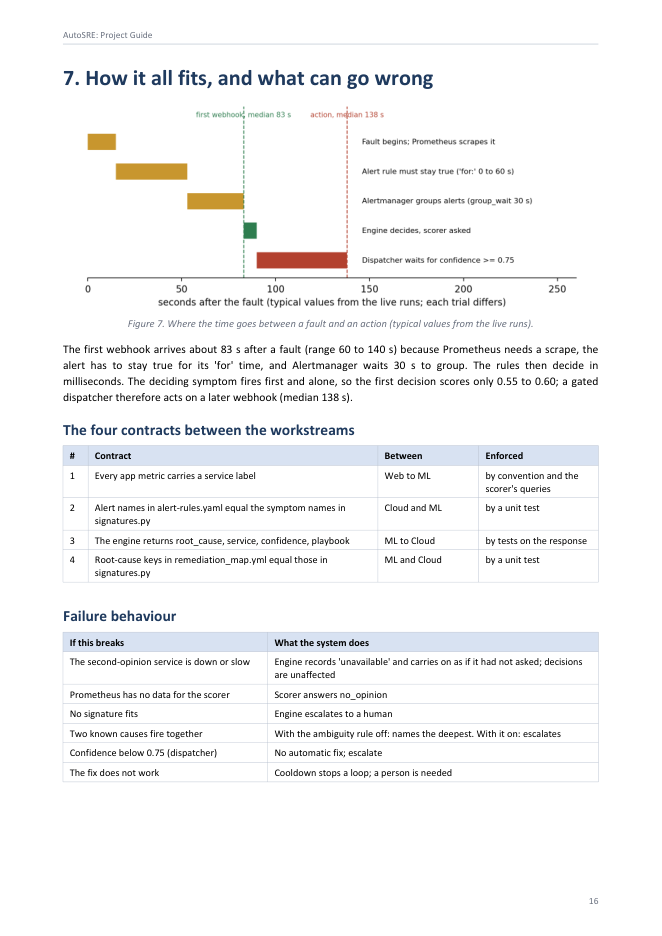 AutoSRE: Project Guide
7. How it all fits, and what can go wrong
first webhook, median 83 s
action, median 138 s
Fault begins; Prometheus scrapes it
Alert rule must stay true ('for:' 0 to 60 s)
Alertmanager groups alerts (group_wait 30 s)
Engine decides, scorer asked
Dispatcher waits for confidence >= 0.75
0 50 100 150 200 250
seconds after the fault (typical values from the live runs; each trial differs)
Figure 7. Where the time goes between a fault and an action (typical values from the live runs).
The first webhook arrives about 83 s after a fault (range 60 to 140 s) because Prometheus needs a scrape, the
alert has to stay true for its 'for' time, and Alertmanager waits 30 s to group. The rules then decide in
milliseconds. The deciding symptom fires first and alone, so the first decision scores only 0.55 to 0.60; a gated
dispatcher therefore acts on a later webhook (median 138 s).
The four contracts between the workstreams
# Contract Between Enforced
1 Every app metric carries a service label Web to ML by convention and the
scorer's queries
2 Alert names in alert-rules.yaml equal the symptom names in Cloud and ML by a unit test
signatures.py
3 The engine returns root_cause, service, confidence, playbook ML to Cloud by tests on the response
4 Root-cause keys in remediation_map.yml equal those in ML and Cloud by a unit test
signatures.py
Failure behaviour
If this breaks What the system does
The second-opinion service is down or slow Engine records 'unavailable' and carries on as if it had not asked; decisions
are unaffected
Prometheus has no data for the scorer Scorer answers no_opinion
No signature fits Engine escalates to a human
Two known causes fire together With the ambiguity rule off: names the deepest. With it on: escalates
Confidence below 0.75 (dispatcher) No automatic fix; escalate
The fix does not work Cooldown stops a loop; a person is needed
16